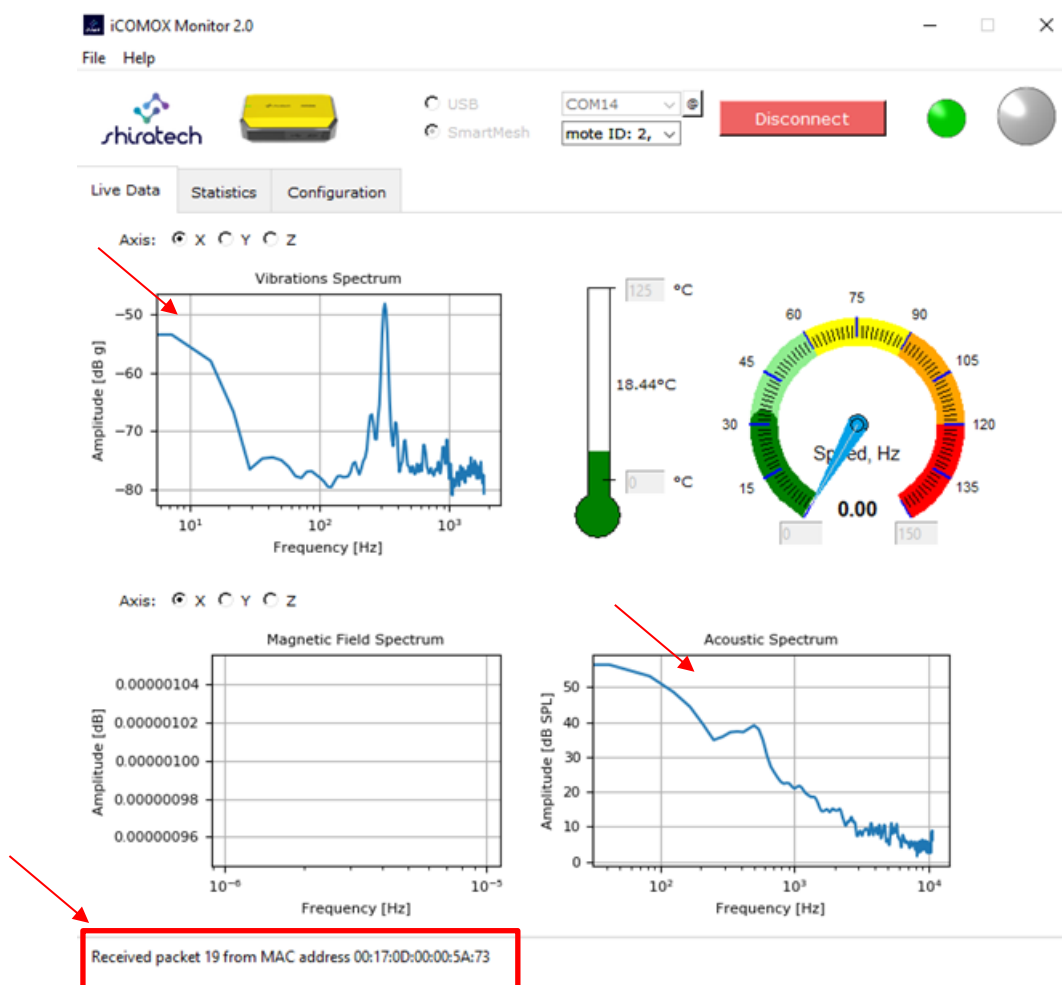 iCOMOX Monitor 2.0
File Help
shiratech
USB
SmartMesh
COM14
@
mote ID: 2,
Disconnect
Live Data
Statistics
Configuration
Axis: X Y Z
Vibrations Spectrum
Amplitude [dB g]
−50
−60
−70
−80
10¹
10²
10³
Frequency [Hz]
125 °C
18.44°C
0 °C
0
15
30
45
60
75
90
105
120
135
150
Speed, Hz
0.00
Axis: X Y Z
Magnetic Field Spectrum
Amplitude [dB]
0.00000104
0.00000102
0.00000100
0.00000098
0.00000096
10⁻⁶
10⁻⁵
Frequency [Hz]
Acoustic Spectrum
Amplitude [dB SPL]
50
40
30
20
10
0
10²
10³
10⁴
Frequency [Hz]
Received packet 19 from MAC address 00:17:0D:00:00:5A:73